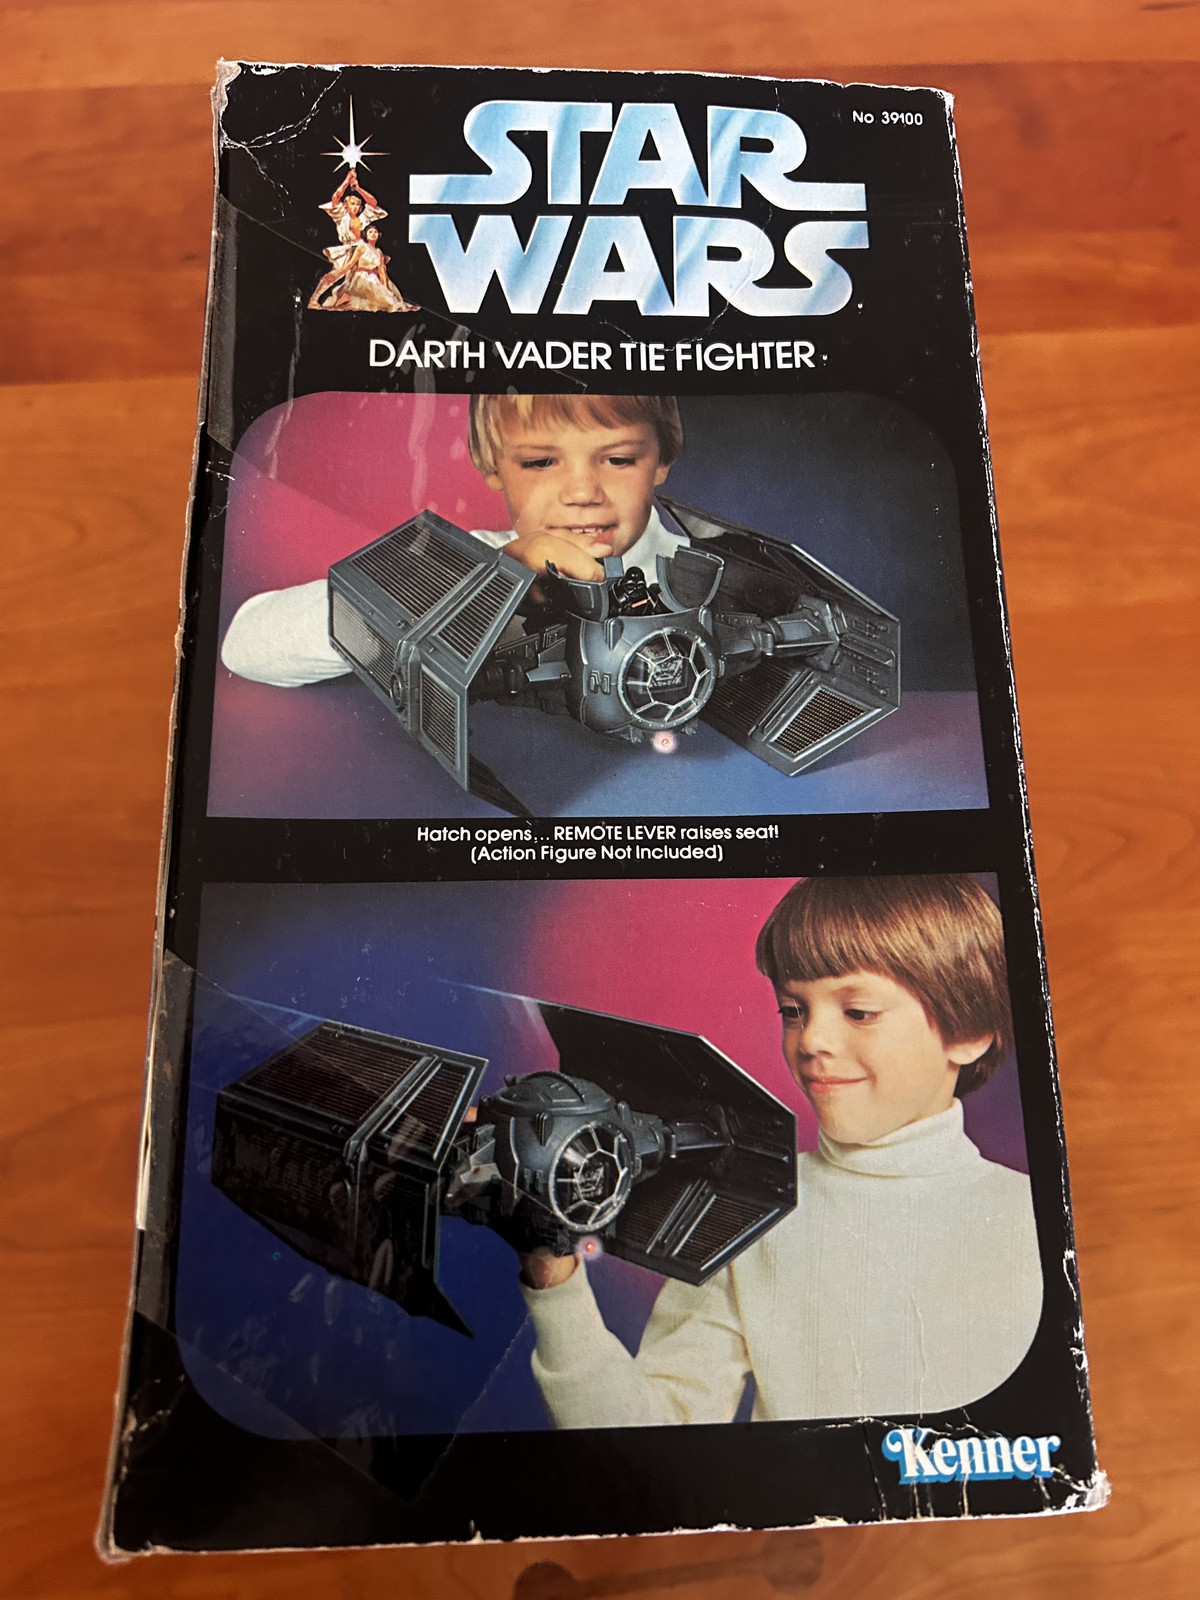 STAR
WARS
No 39100
DARTH VADER TIE FIGHTER
Hatch opens... REMOTE LEVER raises seat!
(Action Figure Not Included)
Kenner